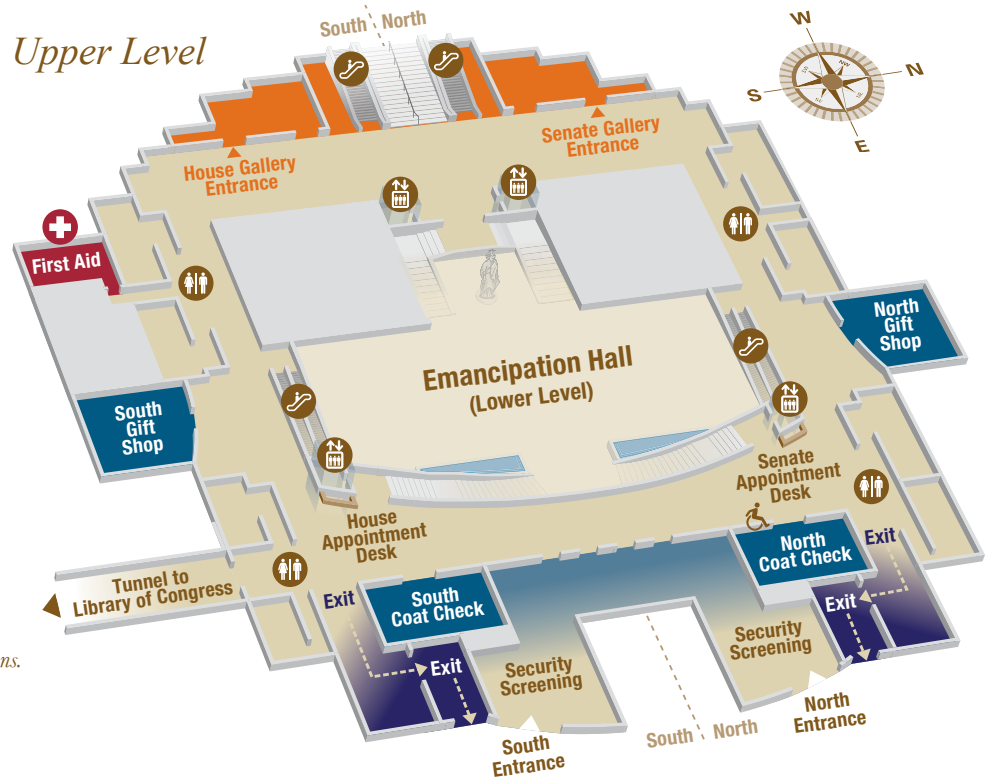 Upper Level
South North
W
N
S
E
NW
House Gallery
Entrance
Senate Gallery
Entrance
First Aid
North
Gift
Shop
Emancipation Hall
(Lower Level)
South
Gift
Shop
Senate
Appointment
Desk
House
Appointment
Desk
North
Coat Check
Exit
Tunnel to
Library of Congress
Exit
South
Coat Check
Exit
Security
Screening
Exit
Security
Screening
ns.
North
Entrance
South North
South
Entrance